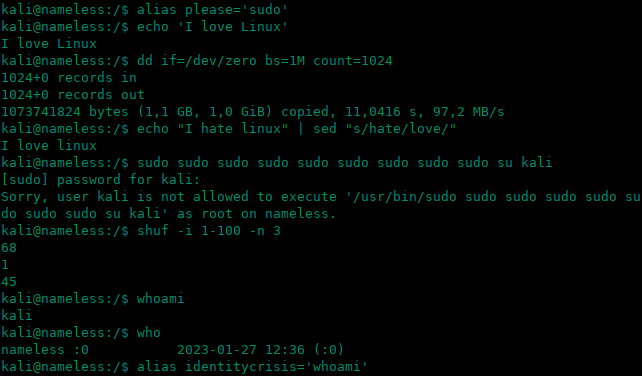 kali@nameless:/$ alias please='sudo'
kali@nameless:/$ echo 'I love Linux'
I love Linux
kali@nameless:/$ dd if=/dev/zero bs=1M count=1024
1024+0 records in
1024+0 records out
1073741824 bytes (1,1 GB, 1,0 GiB) copied, 11,0416 s, 97,2 MB/s
kali@nameless:/$ echo "I hate linux" | sed "s/hate/love/"
I love linux
kali@nameless:/$ sudo sudo sudo sudo sudo sudo sudo sudo sudo su kali
[sudo] password for kali:
Sorry, user kali is not allowed to execute '/usr/bin/sudo sudo sudo sudo sudo su
do sudo sudo su kali' as root on nameless.
kali@nameless:/$ shuf -i 1-100 -n 3
68
1
45
kali@nameless:/$ whoami
kali
kali@nameless:/$ who
nameless :0           2023-01-27 12:36 (:0)
kali@nameless:/$ alias identitycrisis='whoami'